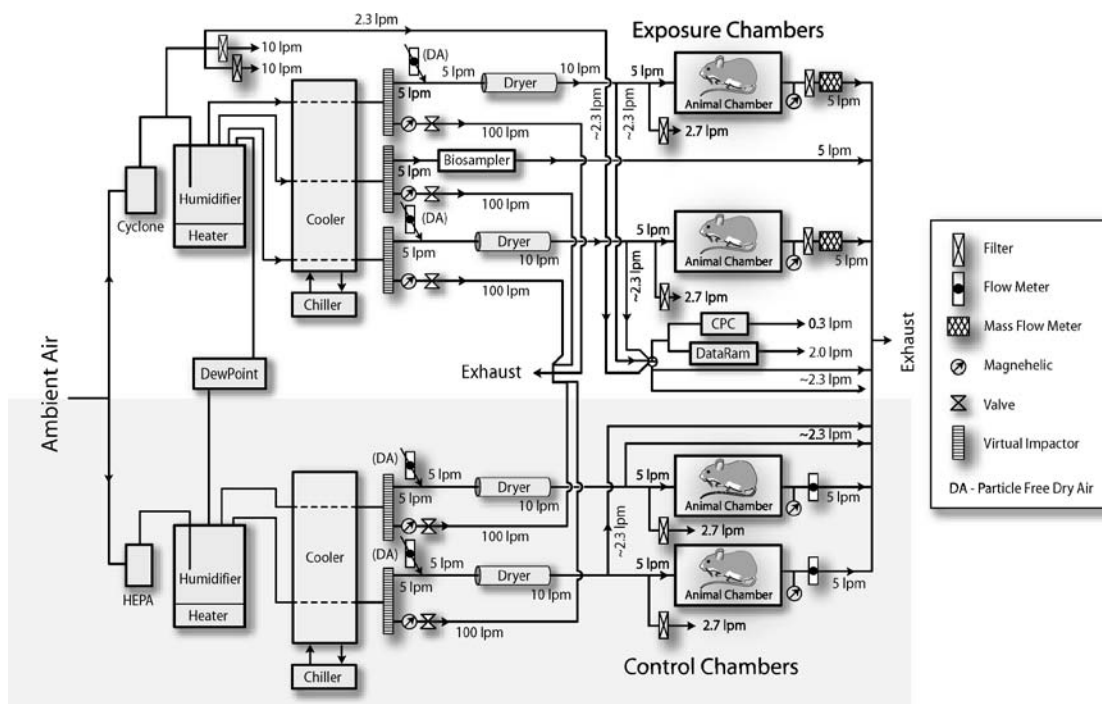 2.3 lpm
Exposure Chambers
10 lpm
10 lpm
(DA)
5 lpm
Dryer
10 lpm
5 lpm
5 lpm
~2.3 lpm
~2.3 lpm
Animal Chamber
5 lpm
2.7 lpm
100 lpm
Cyclone
Humidifier
Heater
Cooler
Chiller
5 lpm
Biosampler
5 lpm
100 lpm
(DA)
5 lpm
Dryer
10 lpm
5 lpm
~2.3 lpm
Animal Chamber
5 lpm
2.7 lpm
100 lpm
CPC
0.3 lpm
DataRam
2.0 lpm
~2.3 lpm
Exhaust
Exhaust
Ambient Air
DewPoint
~2.3 lpm
(DA)
5 lpm
5 lpm
Dryer
10 lpm
5 lpm
Animal Chamber
5 lpm
2.7 lpm
100 lpm
~2.3 lpm
HEPA
Humidifier
Heater
Cooler
Chiller
(DA)
5 lpm
5 lpm
Dryer
10 lpm
5 lpm
Animal Chamber
5 lpm
2.7 lpm
100 lpm
Control Chambers
Filter
Flow Meter
Mass Flow Meter
Magnehelic
Valve
Virtual Impactor
DA - Particle Free Dry Air